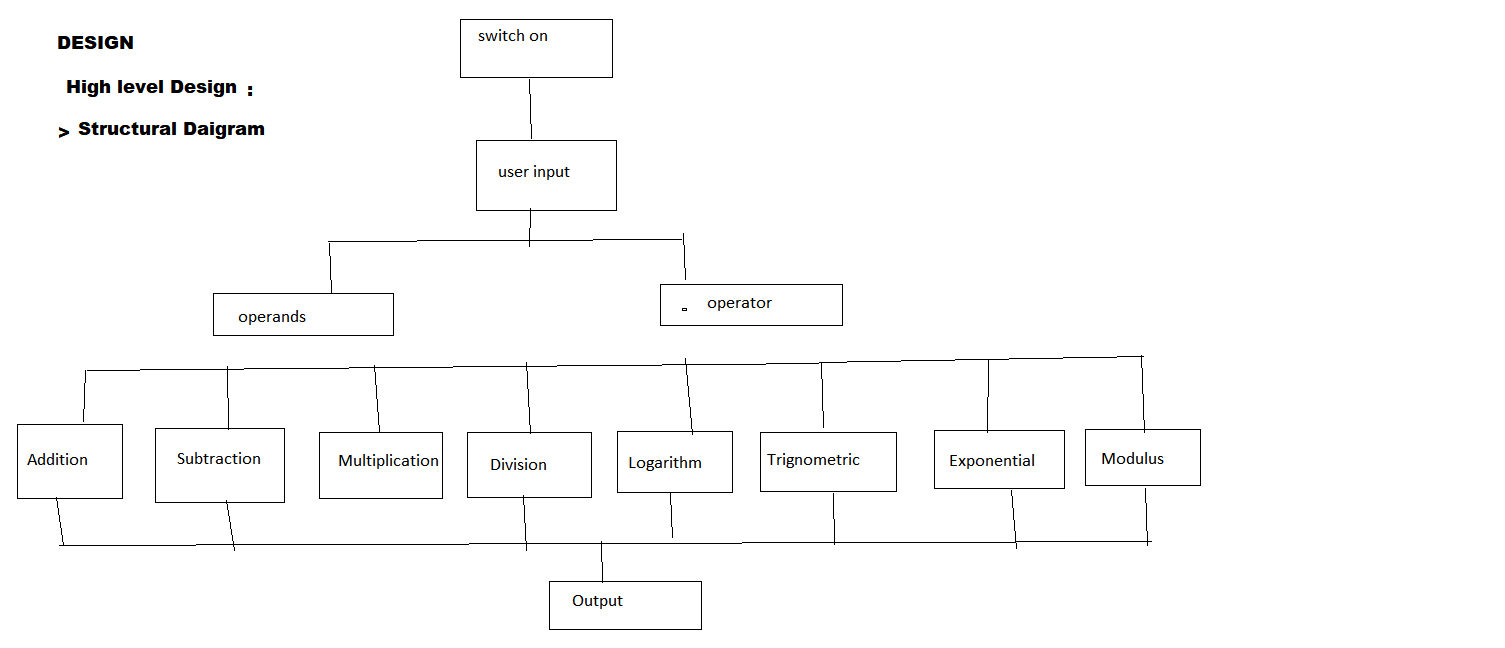 DESIGN
High level Design :
> Structural Daigram
switch on
user input
operands
operator
Addition
Subtraction
Multiplication
Division
Logarithm
Trignometric
Exponential
Modulus
Output